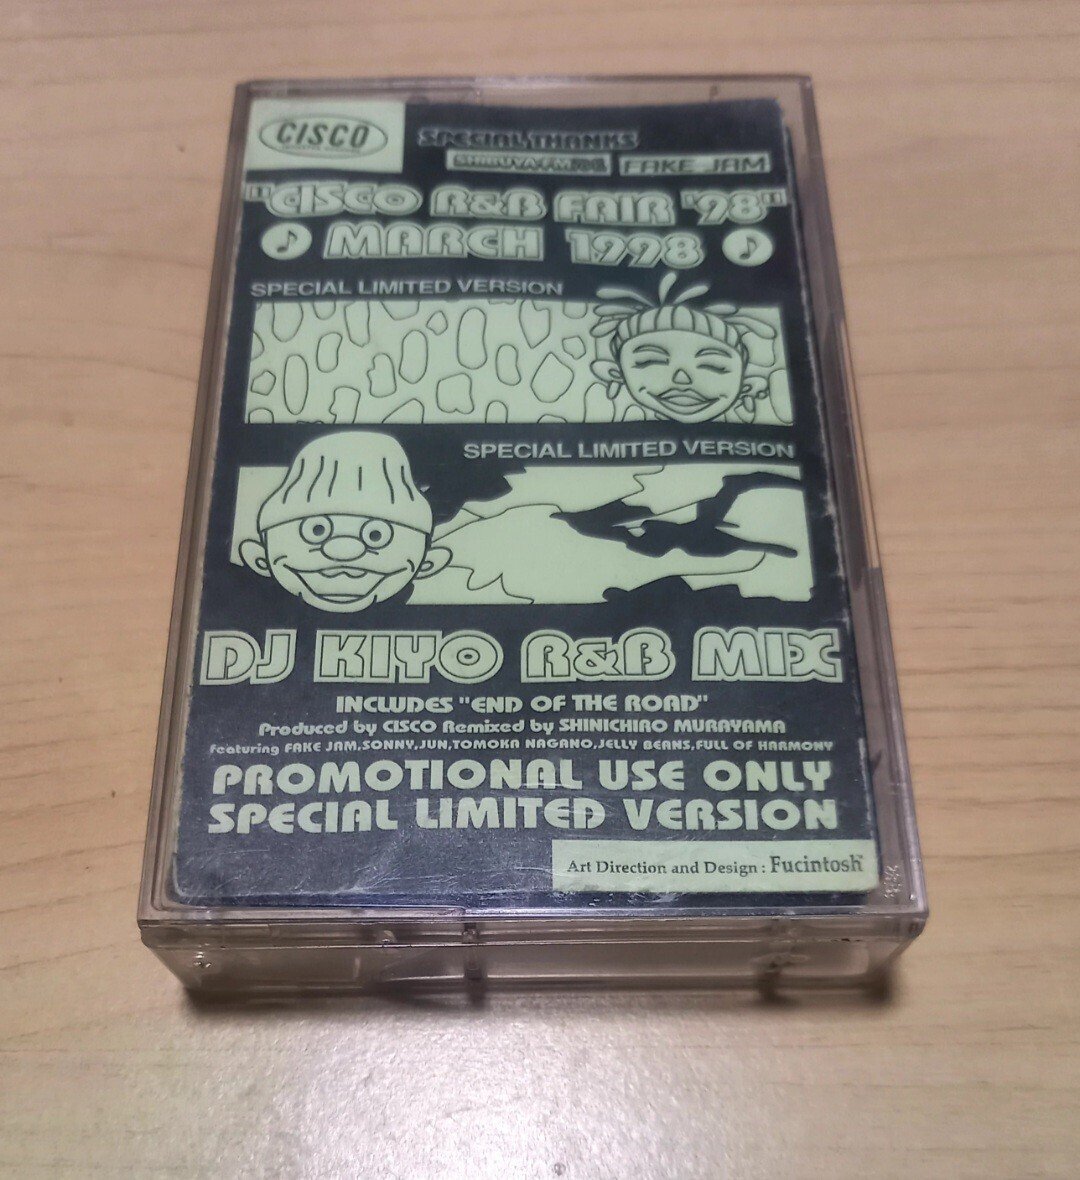 CISCO
SPECIAL THANKS
SHIBUYA-FM FAKE JAM
"CISCO R&B FAIR '98"
♪ MARCH 1998 ♪
SPECIAL LIMITED VERSION
SPECIAL LIMITED VERSION
DJ KIYO R&B MIX
INCLUDES "END OF THE ROAD"
Produced by CISCO Remixed by SHINICHIRO MURAYAMA
featuring FAKE JAM,SONNY,JUN,TOMOKA NAGANO,JELLY BEANS,FULL OF HARMONY
PROMOTIONAL USE ONLY
SPECIAL LIMITED VERSION
Art Direction and Design : Fucintosh